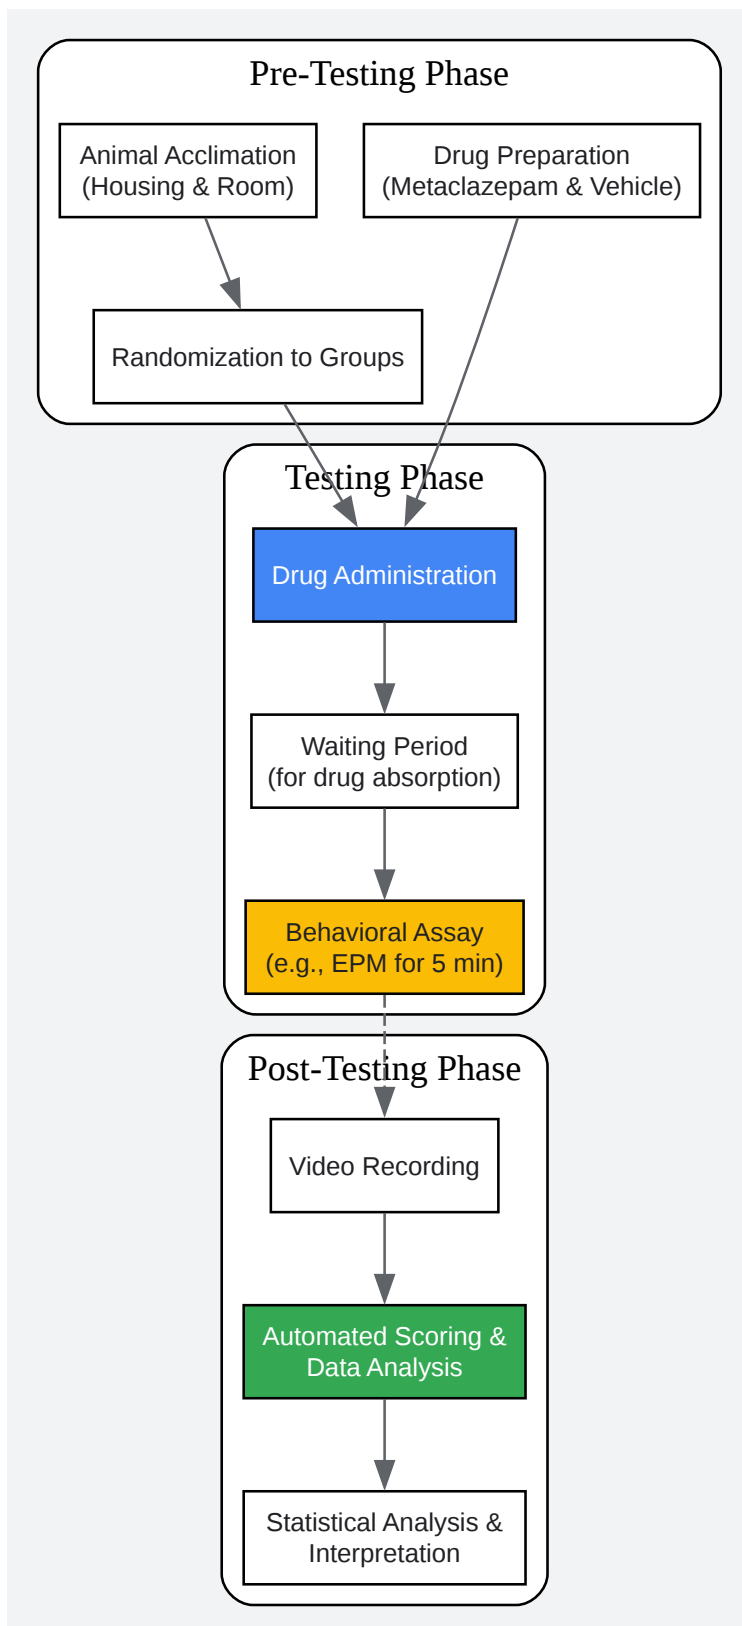 Pre-Testing Phase
Animal Acclimation
(Housing & Room)
Drug Preparation
(Metaclazepam & Vehicle)
Randomization to Groups
Testing Phase
Drug Administration
Waiting Period
(for drug absorption)
Behavioral Assay
(e.g., EPM for 5 min)
Post-Testing Phase
Video Recording
Automated Scoring &
Data Analysis
Statistical Analysis &
Interpretation